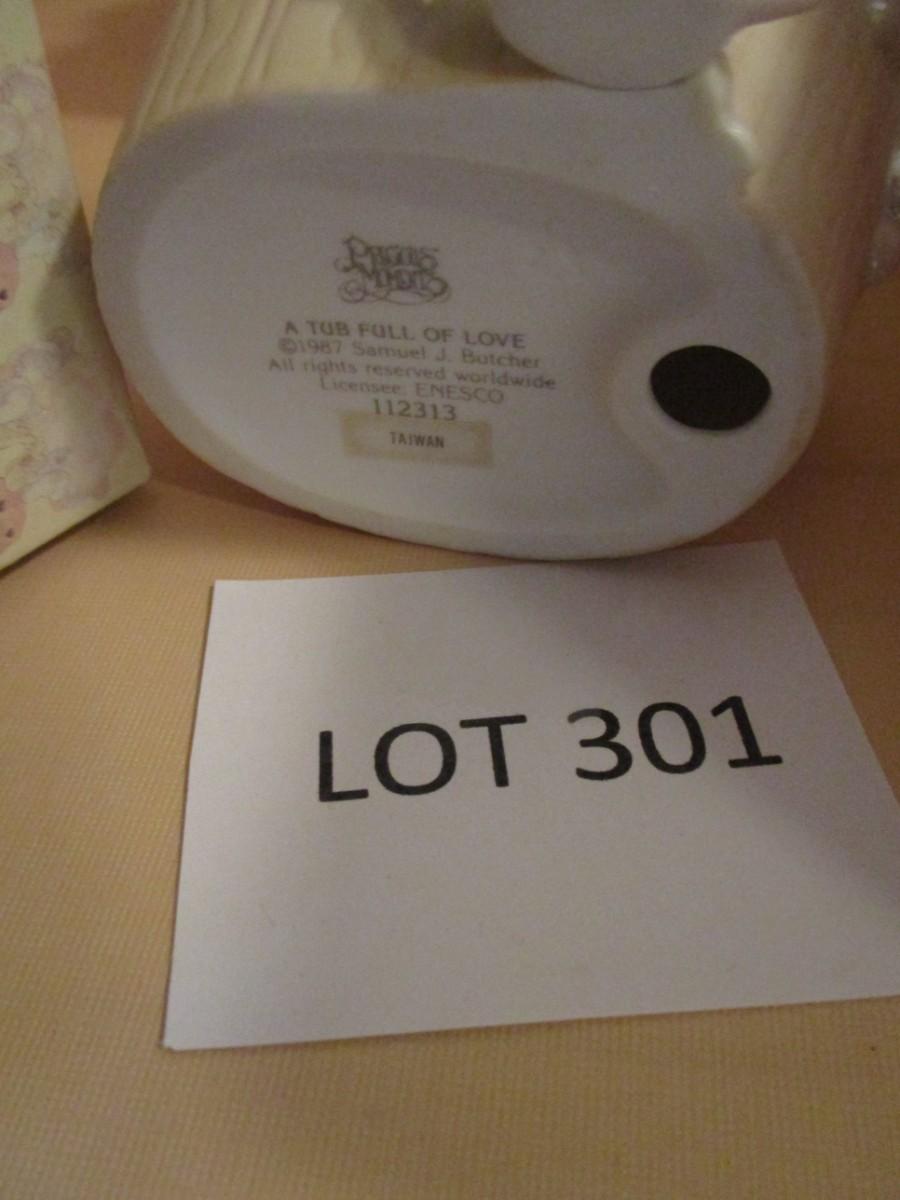 Precious
Moments
A TUB FULL OF LOVE
©1987 Samuel J. Butcher
All rights reserved worldwide
Licensee: ENESCO
112313
TAIWAN
LOT 301